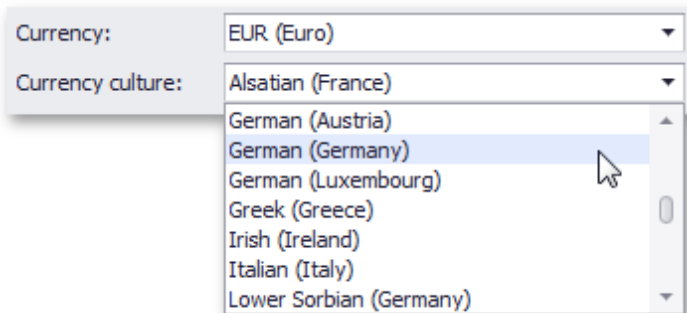 Currency: EUR (Euro)
Currency culture: Alsatian (France)
German (Austria)
German (Germany)
German (Luxembourg)
Greek (Greece)
Irish (Ireland)
Italian (Italy)
Lower Sorbian (Germany)